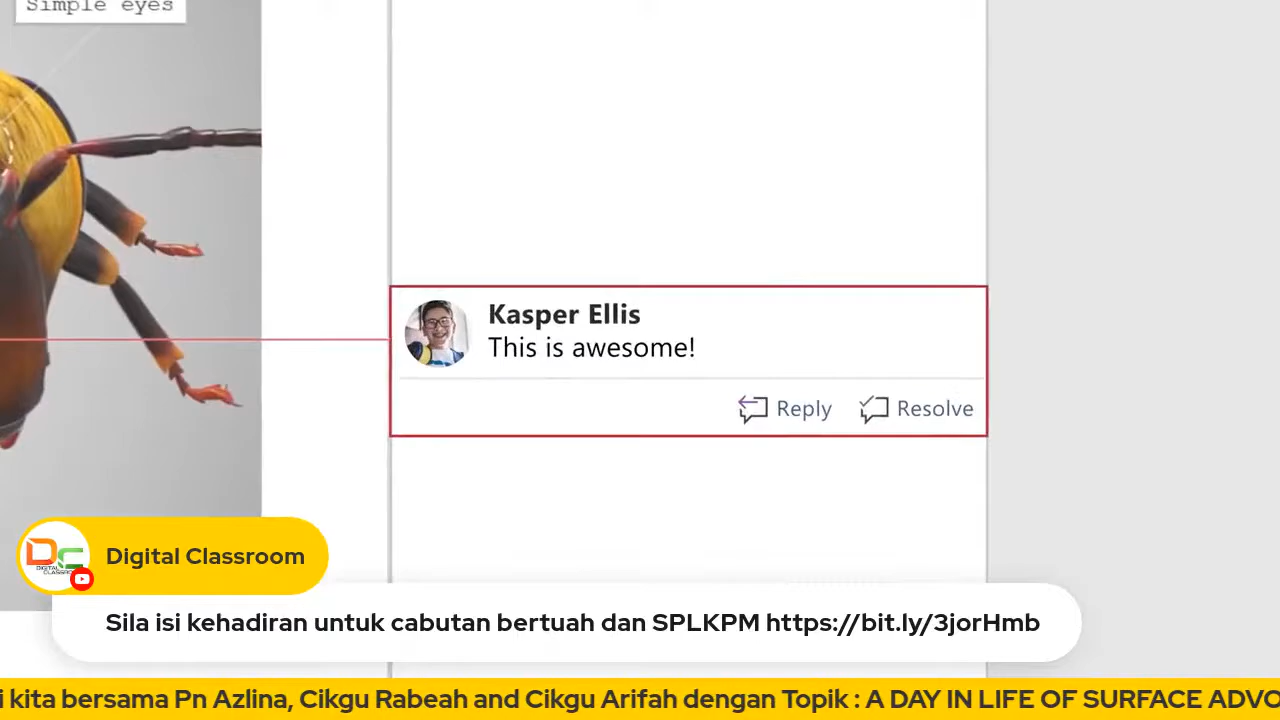 Simple eyes
Kasper Ellis
This is awesome!
Reply
Resolve
Digital Classroom
Sila isi kehadiran untuk cabutan bertuah dan SPLKPM https://bit.ly/3jorHmb
i kita bersama Pn Azlina, Cikgu Rabeah and Cikgu Arifah dengan Topik : A DAY IN LIFE OF SURFACE ADVO